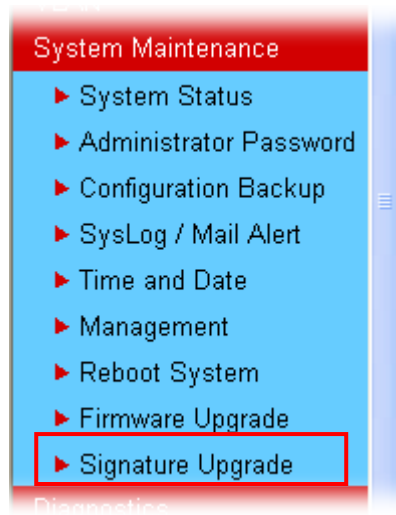 System Maintenance
System Status
Administrator Password
Configuration Backup
SysLog / Mail Alert
Time and Date
Management
Reboot System
Firmware Upgrade
Signature Upgrade
Diagnostics